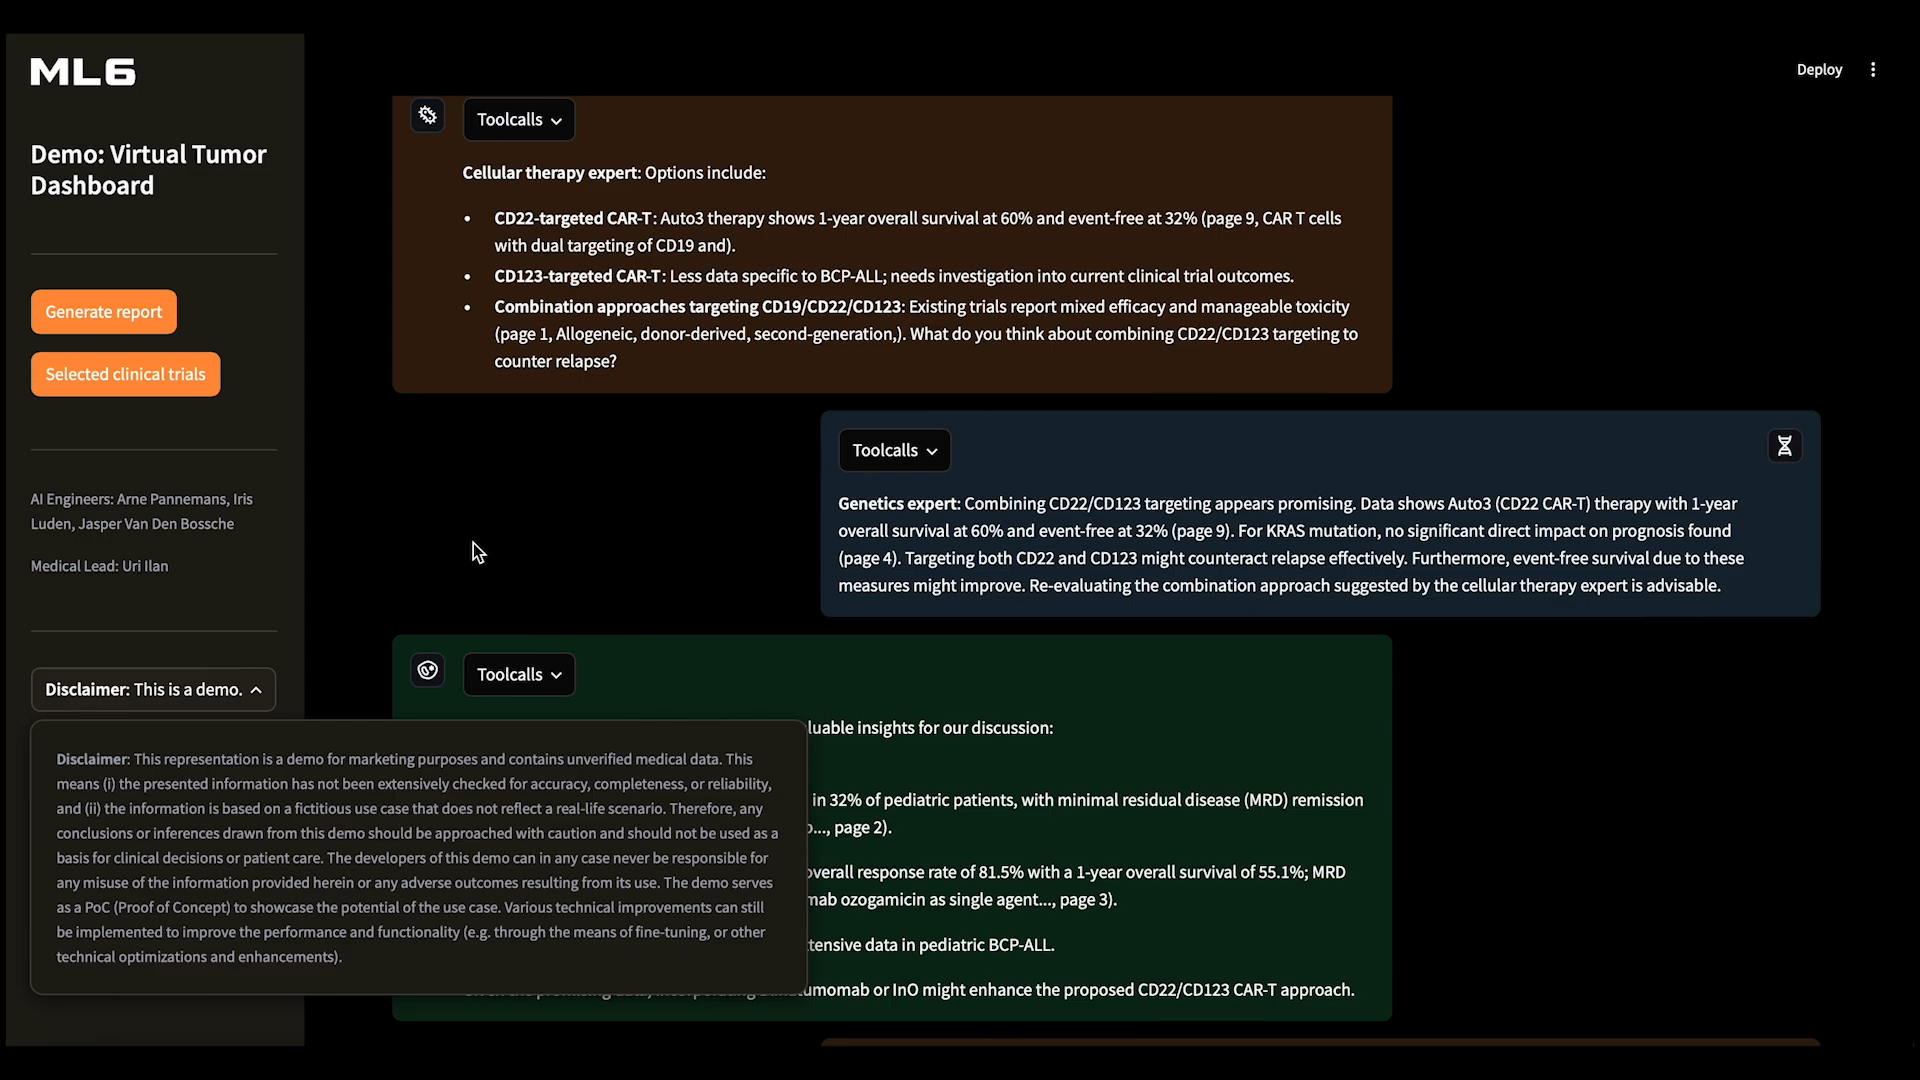 ML6
Deploy
Demo: Virtual Tumor
Dashboard
Generate report
Selected clinical trials
AI Engineers: Arne Pannemans, Iris
Luden, Jasper Van Den Bossche
Medical Lead: Uri Ilan
Disclaimer: This is a demo.
Disclaimer: This representation is a demo for marketing purposes and contains unverified medical data. This
means (i) the presented information has not been extensively checked for accuracy, completeness, or reliability,
and (ii) the information is based on a fictitious use case that does not reflect a real-life scenario. Therefore, any
conclusions or inferences drawn from this demo should be approached with caution and should not be used as a
basis for clinical decisions or patient care. The developers of this demo can in any case never be responsible for
any misuse of the information provided herein or any adverse outcomes resulting from its use. The demo serves
as a PoC (Proof of Concept) to showcase the potential of the use case. Various technical improvements can still
be implemented to improve the performance and functionality (e.g. through the means of fine-tuning, or other
technical optimizations and enhancements).
Toolcalls
Cellular therapy expert: Options include:
• CD22-targeted CAR-T: Auto3 therapy shows 1-year overall survival at 60% and event-free at 32% (page 9, CAR T cells
with dual targeting of CD19 and).
• CD123-targeted CAR-T: Less data specific to BCP-ALL; needs investigation into current clinical trial outcomes.
• Combination approaches targeting CD19/CD22/CD123: Existing trials report mixed efficacy and manageable toxicity
(page 1, Allogeneic, donor-derived, second-generation,). What do you think about combining CD22/CD123 targeting to
counter relapse?
Toolcalls
Genetics expert: Combining CD22/CD123 targeting appears promising. Data shows Auto3 (CD22 CAR-T) therapy with 1-year
overall survival at 60% and event-free at 32% (page 9). For KRAS mutation, no significant direct impact on prognosis found
(page 4). Targeting both CD22 and CD123 might counteract relapse effectively. Furthermore, event-free survival due to these
measures might improve. Re-evaluating the combination approach suggested by the cellular therapy expert is advisable.
Toolcalls
insights for our discussion:
in 32% of pediatric patients, with minimal residual disease (MRD) remission
page 2).
overall response rate of 81.5% with a 1-year overall survival of 55.1%; MRD
ozogamicin as single agent..., page 3).
data in pediatric BCP-ALL.
or InO might enhance the proposed CD22/CD123 CAR-T approach.